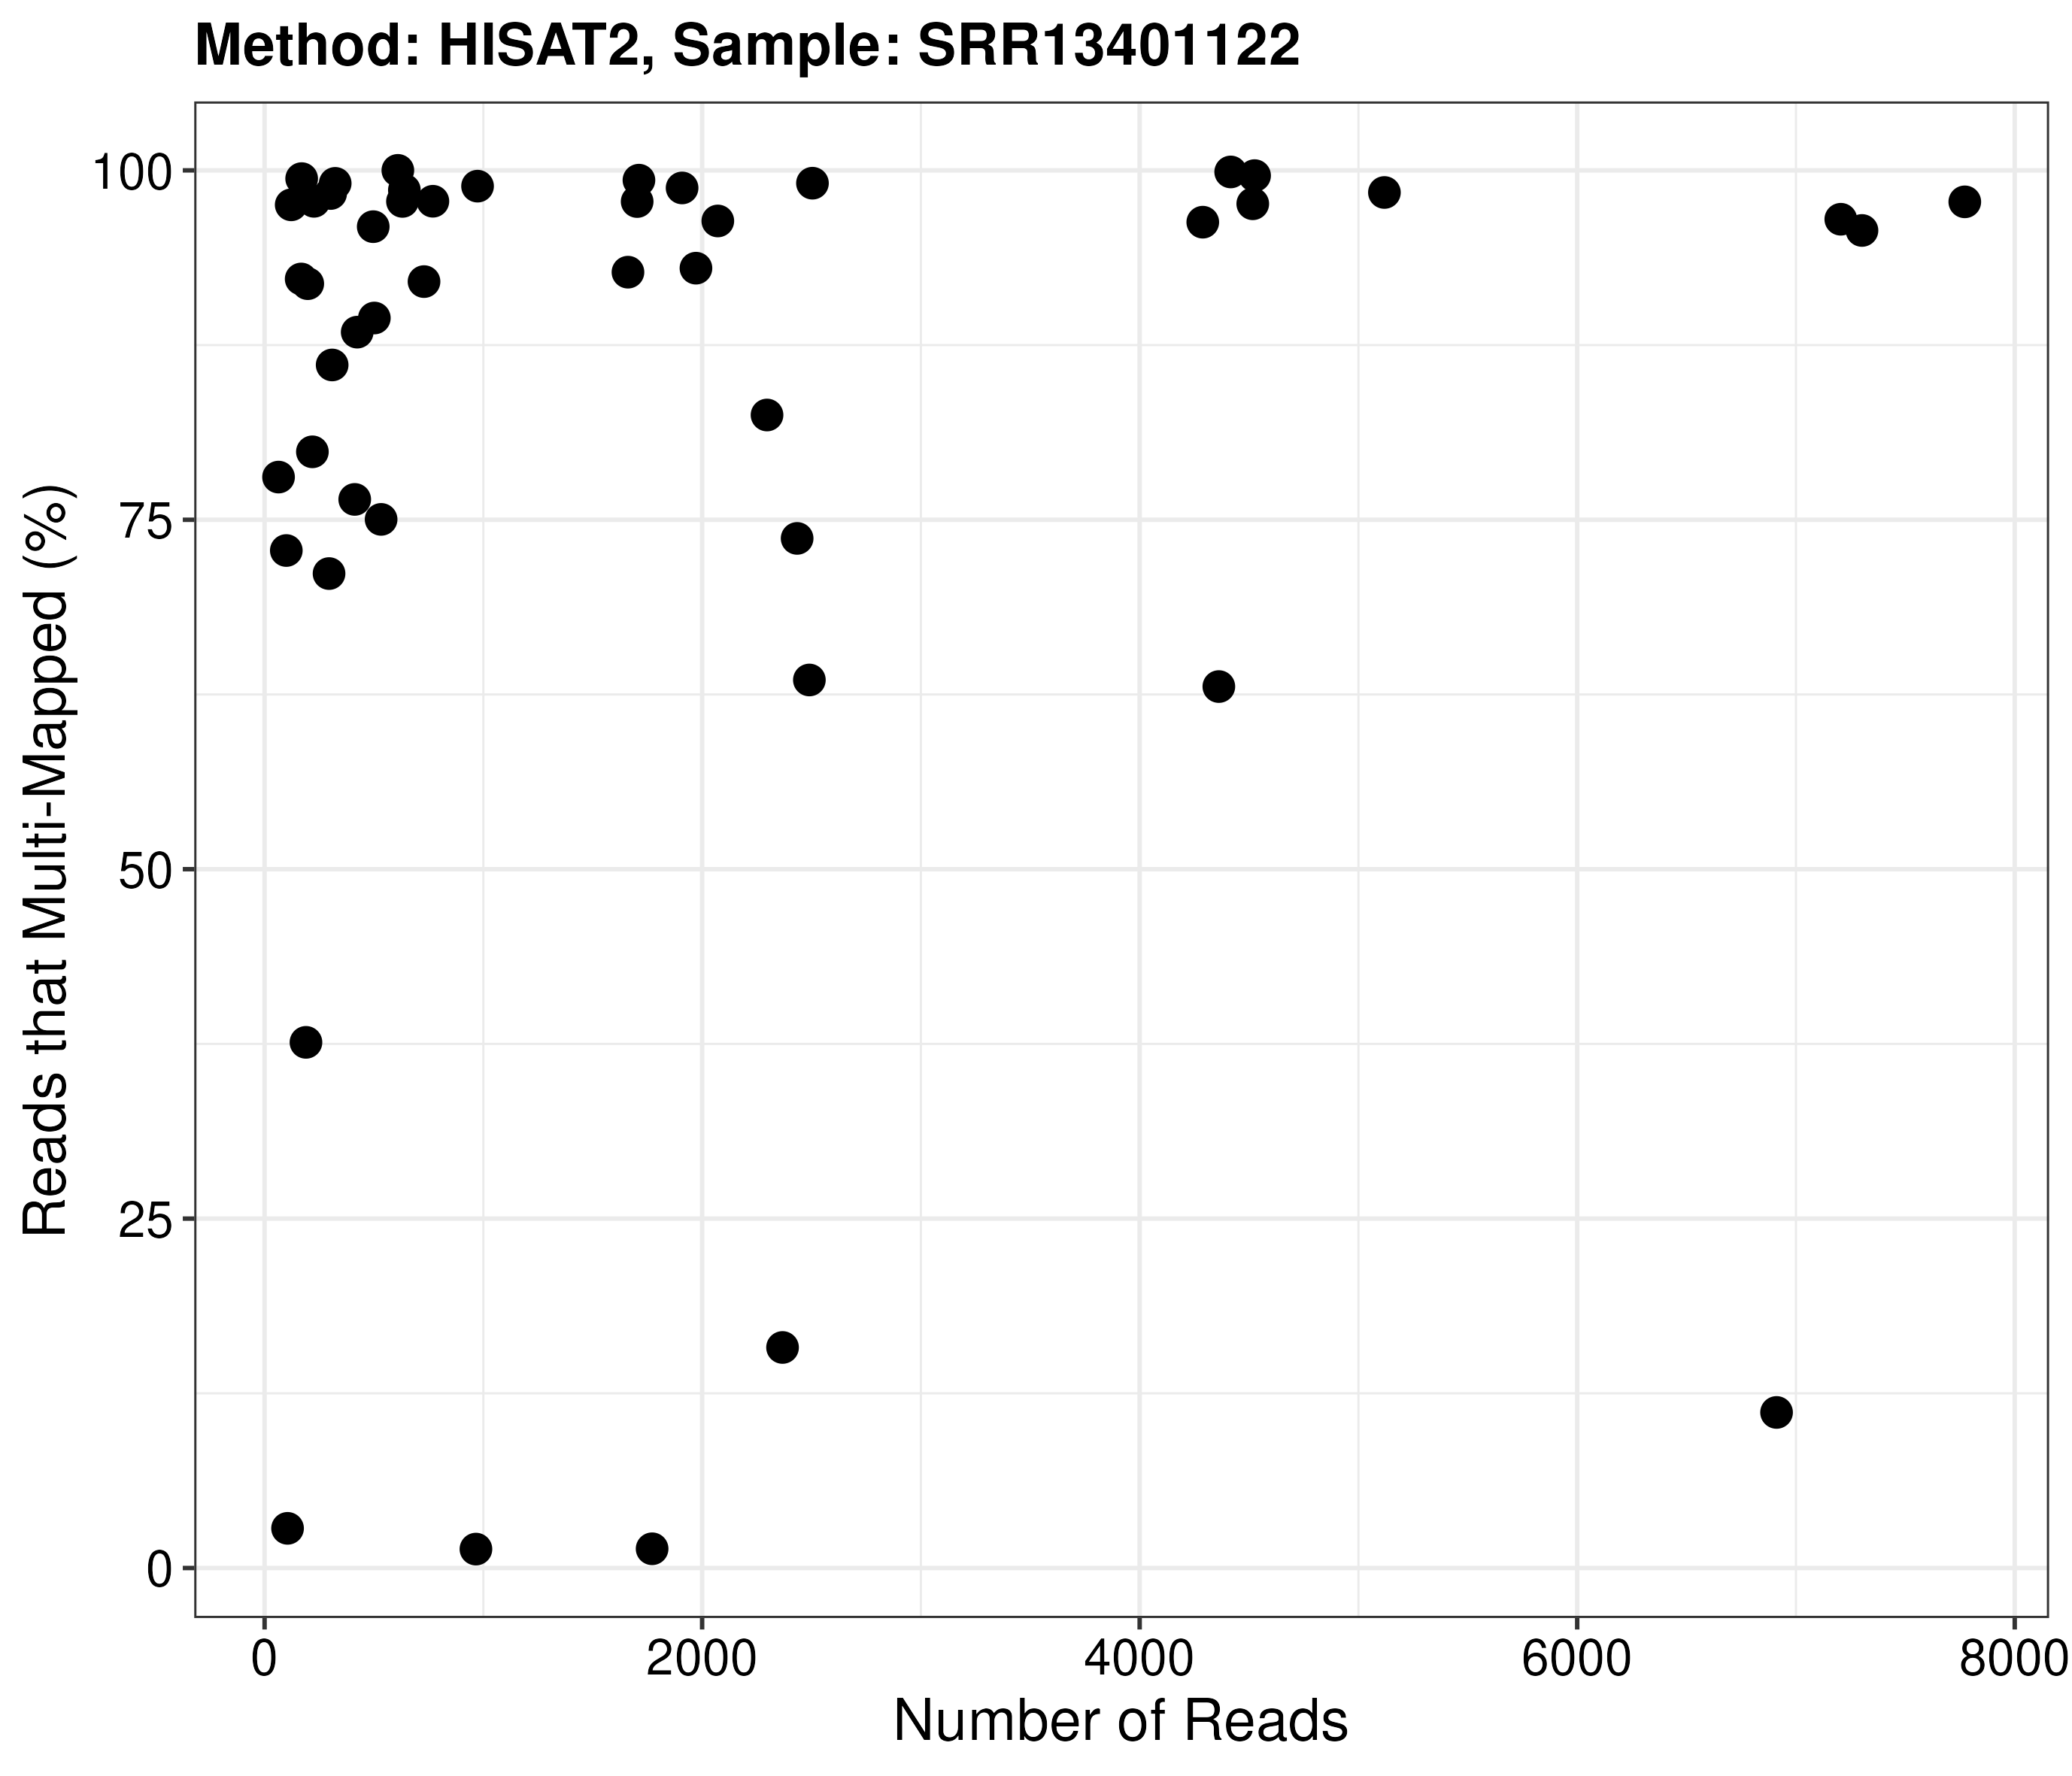 Method: HISAT2, Sample: SRR13401122
Reads that Multi-Mapped (%)
100
75
50
25
0
0 2000 4000 6000 8000
Number of Reads